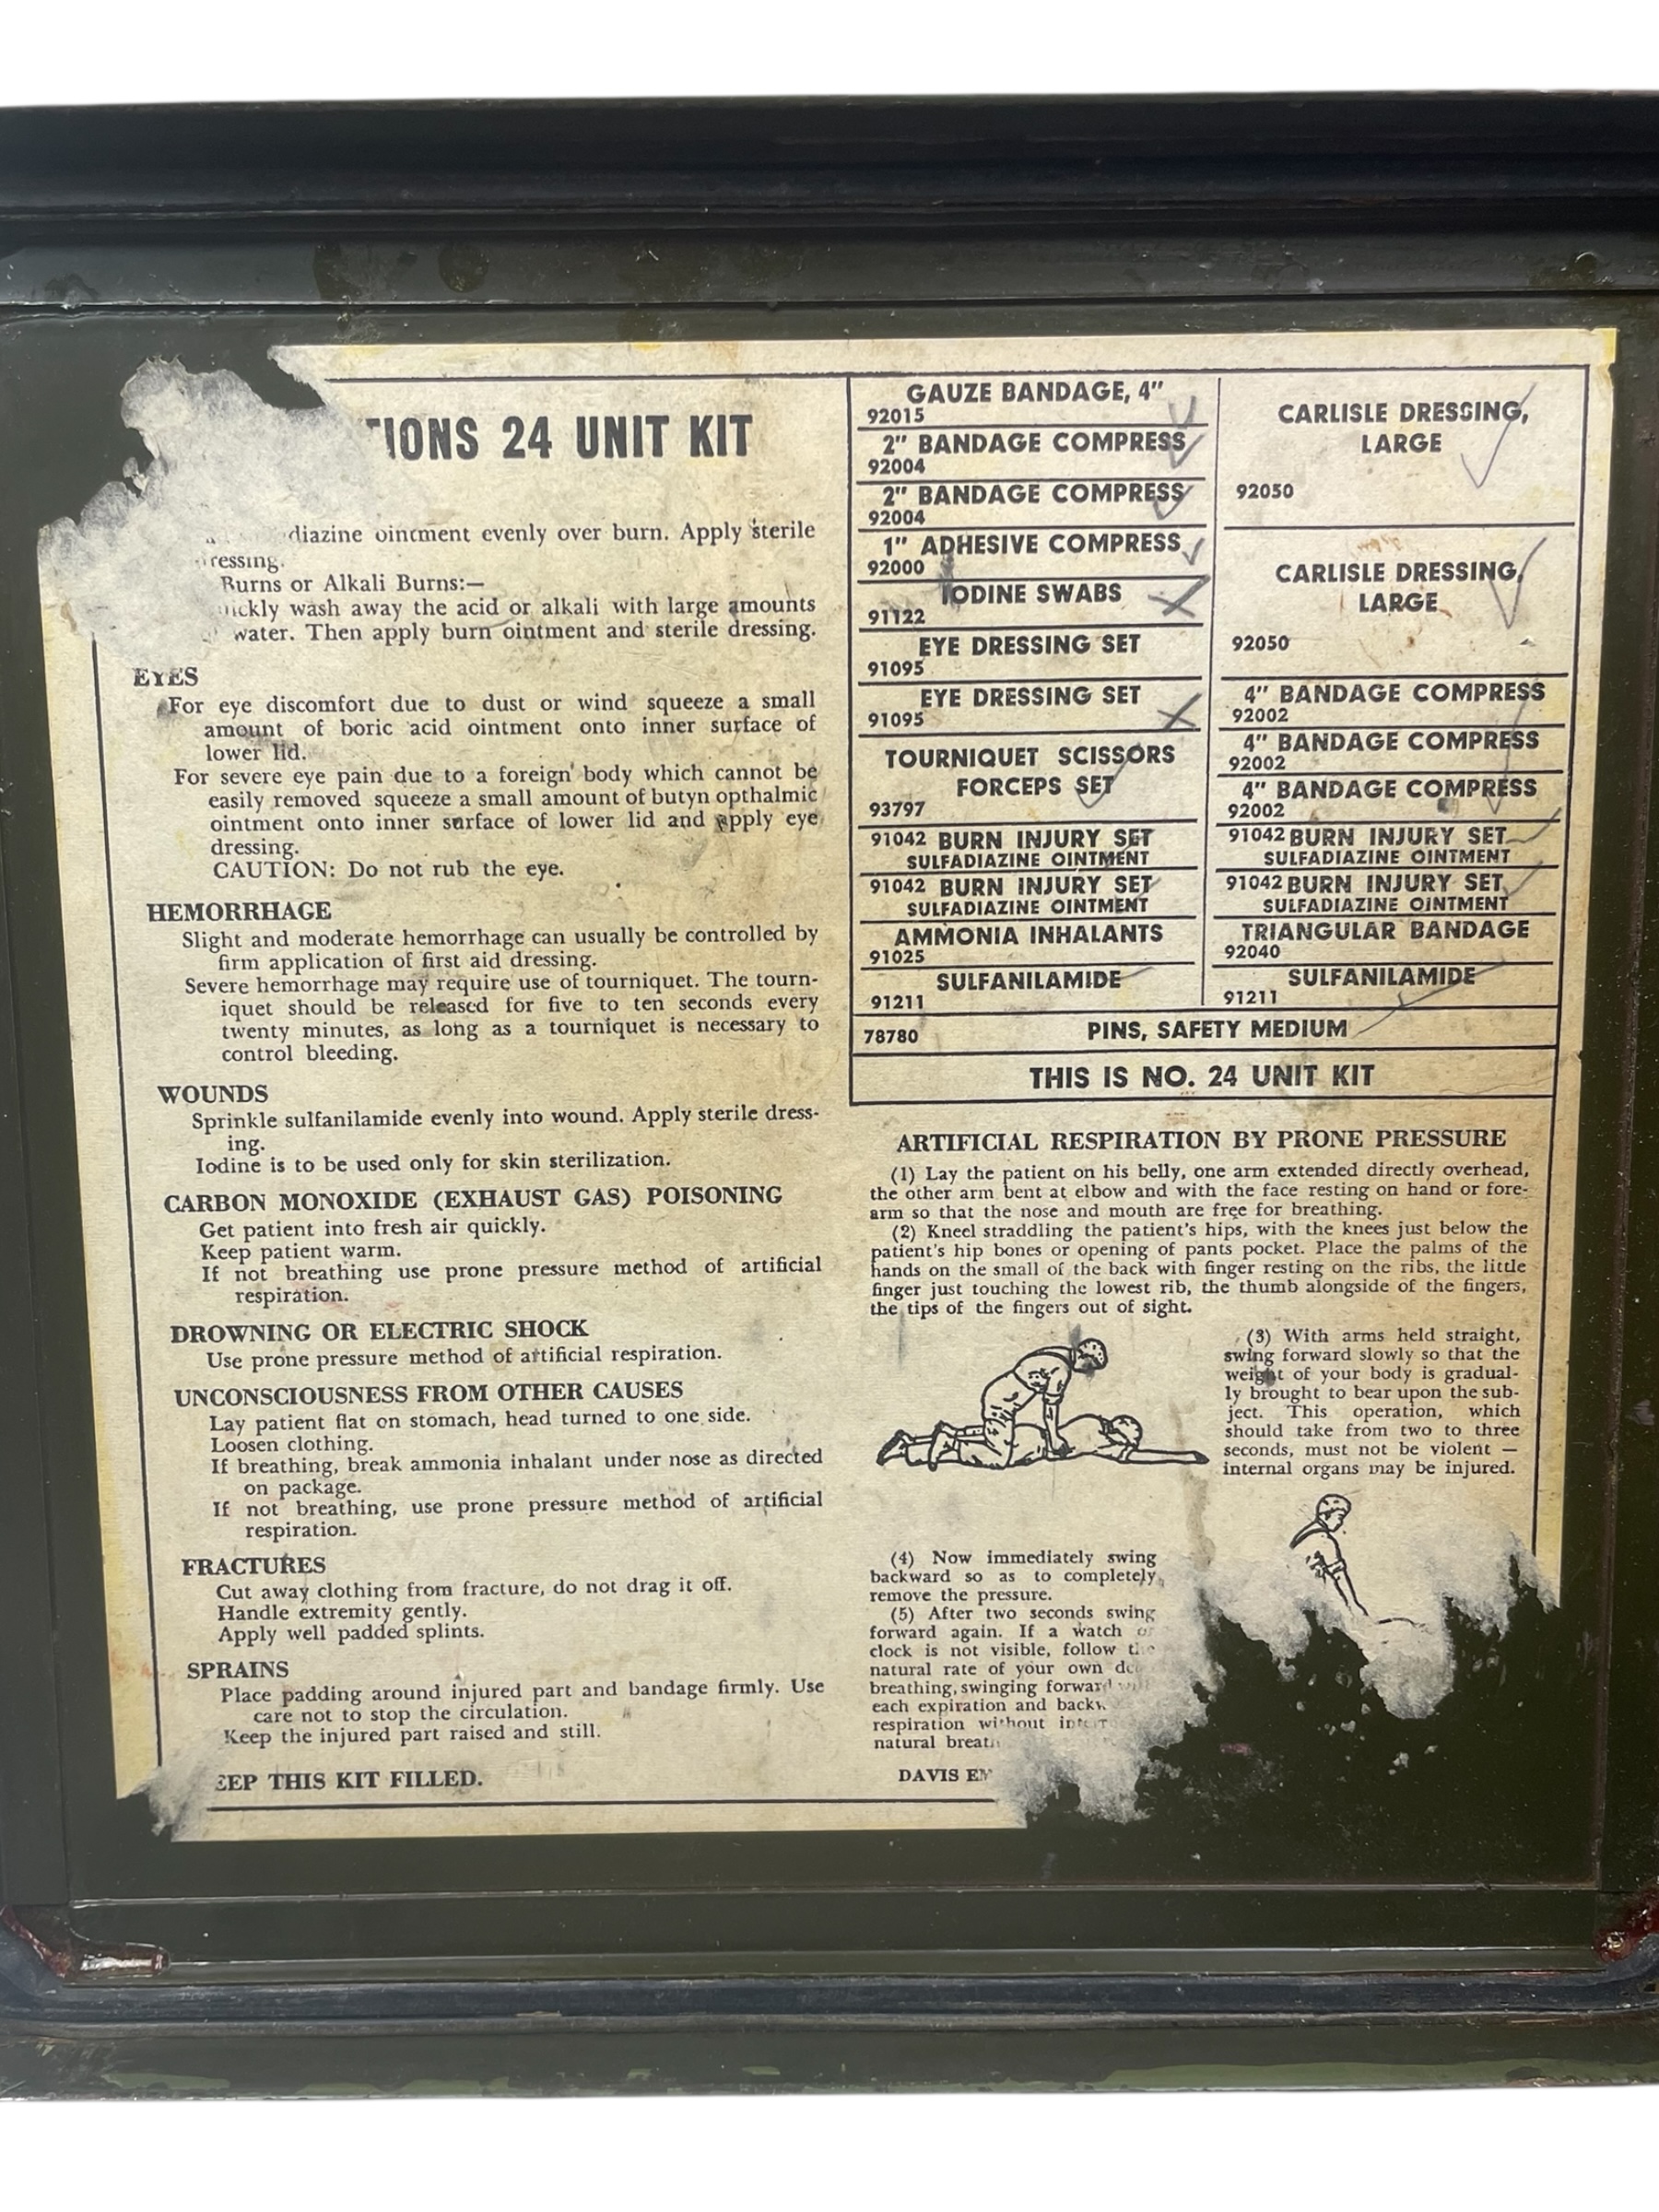 TIONS 24 UNIT KIT
diazine ointment evenly over burn. Apply sterile
ressing.
Burns or Alkali Burns:—
ickly wash away the acid or alkali with large amounts
water. Then apply burn ointment and sterile dressing.
EYES
For eye discomfort due to dust or wind squeeze a small
amount of boric acid ointment onto inner surface of
lower lid.
For severe eye pain due to a foreign body which cannot be
easily removed squeeze a small amount of butyn opthalmic
ointment onto inner surface of lower lid and apply eye
dressing.
CAUTION: Do not rub the eye.
HEMORRHAGE
Slight and moderate hemorrhage can usually be controlled by
firm application of first aid dressing.
Severe hemorrhage may require use of tourniquet. The tourn-
iquet should be released for five to ten seconds every
twenty minutes, as long as a tourniquet is necessary to
control bleeding.
WOUNDS
Sprinkle sulfanilamide evenly into wound. Apply sterile dress-
ing.
Iodine is to be used only for skin sterilization.
CARBON MONOXIDE (EXHAUST GAS) POISONING
Get patient into fresh air quickly.
Keep patient warm.
If not breathing use prone pressure method of artificial
respiration.
DROWNING OR ELECTRIC SHOCK
Use prone pressure method of artificial respiration.
UNCONSCIOUSNESS FROM OTHER CAUSES
Lay patient flat on stomach, head turned to one side.
Loosen clothing.
If breathing, break ammonia inhalant under nose as directed
on package.
If not breathing, use prone pressure method of artificial
respiration.
FRACTURES
Cut away clothing from fracture, do not drag it off.
Handle extremity gently.
Apply well padded splints.
SPRAINS
Place padding around injured part and bandage firmly. Use
care not to stop the circulation.
Keep the injured part raised and still.
EEP THIS KIT FILLED.
GAUZE BANDAGE, 4"
92015
2" BANDAGE COMPRESS
92004
2" BANDAGE COMPRESS
92004
1" ADHESIVE COMPRESS
92000
IODINE SWABS
91122
EYE DRESSING SET
91095
EYE DRESSING SET
91095
TOURNIQUET SCISSORS
FORCEPS SET
93797
91042 BURN INJURY SET
SULFADIAZINE OINTMENT
91042 BURN INJURY SET
SULFADIAZINE OINTMENT
AMMONIA INHALANTS
91025
SULFANILAMIDE
91211
CARLISLE DRESSING,
LARGE
92050
CARLISLE DRESSING,
LARGE
92050
4" BANDAGE COMPRESS
92002
4" BANDAGE COMPRESS
92002
4" BANDAGE COMPRESS
92002
91042 BURN INJURY SET
SULFADIAZINE OINTMENT
91042 BURN INJURY SET
SULFADIAZINE OINTMENT
TRIANGULAR BANDAGE
92040
SULFANILAMIDE
91211
78780 PINS, SAFETY MEDIUM
THIS IS NO. 24 UNIT KIT
ARTIFICIAL RESPIRATION BY PRONE PRESSURE
(1) Lay the patient on his belly, one arm extended directly overhead,
the other arm bent at elbow and with the face resting on hand or fore-
arm so that the nose and mouth are free for breathing.
(2) Kneel straddling the patient's hips, with the knees just below the
patient's hip bones or opening of pants pocket. Place the palms of the
hands on the small of the back with finger resting on the ribs, the little
finger just touching the lowest rib, the thumb alongside of the fingers,
the tips of the fingers out of sight.
(3) With arms held straight,
swing forward slowly so that the
weight of your body is gradual-
ly brought to bear upon the sub-
ject. This operation, which
should take from two to three
seconds, must not be violent —
internal organs may be injured.
(4) Now immediately swing
backward so as to completely
remove the pressure.
(5) After two seconds swing
forward again. If a watch or
clock is not visible, follow the
natural rate of your own
breathing, swinging forward
each expiration and
respiration without
natural
DAVIS